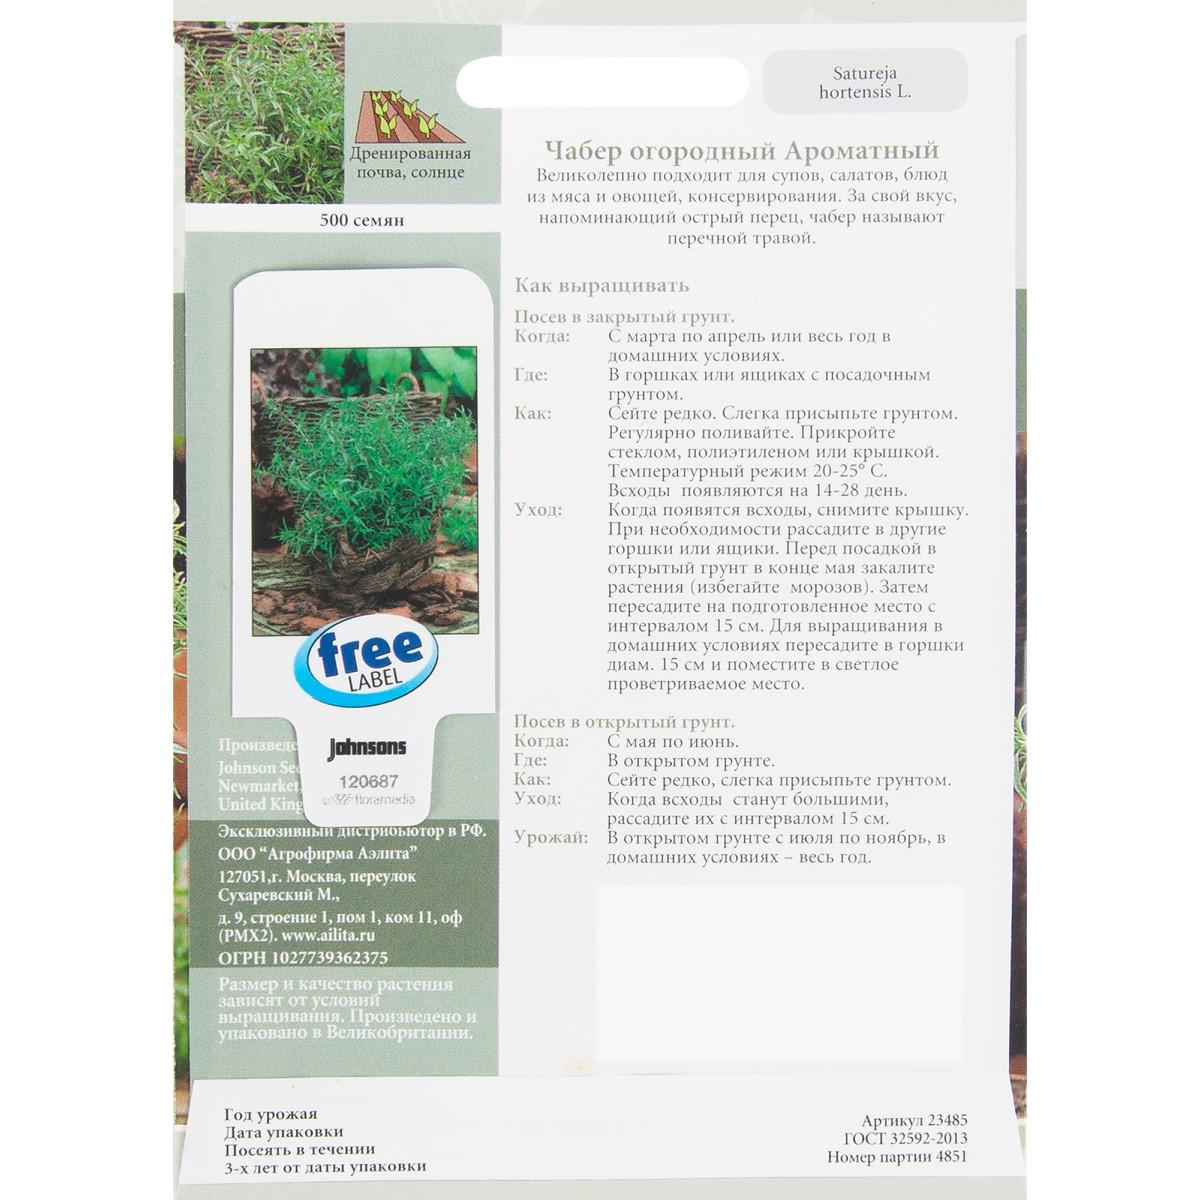 Дренированная
почва, солнце
500 семян
free
LABEL
Johnsons
120687
floramedia
Johnson
Newmarket,
United
Эксклюзивный дистрибьютор в РФ.
ООО “Агрофирма Аэлита”
127051,г. Москва, переулок
Сухаревский М.,
д. 9, строение 1, пом 1, ком 11, оф
(РМХ2). www.ailita.ru
ОГРН 1027739362375
Размер и качество растения
зависят от условий
выращивания. Произведено и
упаковано в Великобритании.
Satureja
hortensis L.
Чабер огородный Ароматный
Великолепно подходит для супов, салатов, блюд
из мяса и овощей, консервирования. За свой вкус,
напоминающий острый перец, чабер называют
перечной травой.
Как выращивать
Посев в закрытый грунт.
Когда: С марта по апрель или весь год в
домашних условиях.
Где: В горшках или ящиках с посадочным
грунтом.
Как: Сейте редко. Слегка присыпьте грунтом.
Регулярно поливайте. Прикройте
стеклом, полиэтиленом или крышкой.
Температурный режим 20-25° С.
Всходы появляются на 14-28 день.
Уход: Когда появятся всходы, снимите крышку.
При необходимости рассадите в другие
горшки или ящики. Перед посадкой в
открытый грунт в конце мая закалите
растения (избегайте морозов). Затем
пересадите на подготовленное место с
интервалом 15 см. Для выращивания в
домашних условиях пересадите в горшки
диам. 15 см и поместите в светлое
проветриваемое место.
Посев в открытый грунт.
Когда: С мая по июнь.
Где: В открытом грунте.
Как: Сейте редко, слегка присыпьте грунтом.
Уход: Когда всходы станут большими,
рассадите их с интервалом 15 см.
Урожай: В открытом грунте с июля по ноябрь, в
домашних условиях – весь год.
Год урожая
Дата упаковки
Посеять в течении
3-х лет от даты упаковки
Артикул 23485
ГОСТ 32592-2013
Номер партии 4851